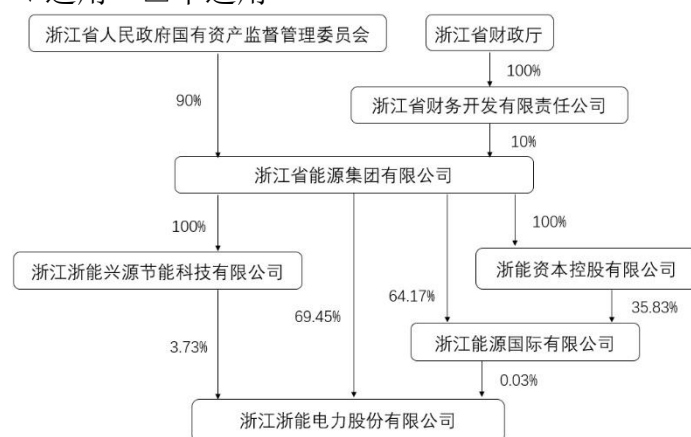 浙江省人民政府国有资产监督管理委员会
浙江省财政厅
100%
90%
浙江省财务开发有限责任公司
10%
浙江省能源集团有限公司
100%
100%
浙江浙能兴源节能科技有限公司
浙能资本控股有限公司
64.17%
35.83%
69.45%
3.73%
浙江能源国际有限公司
0.03%
浙江浙能电力股份有限公司